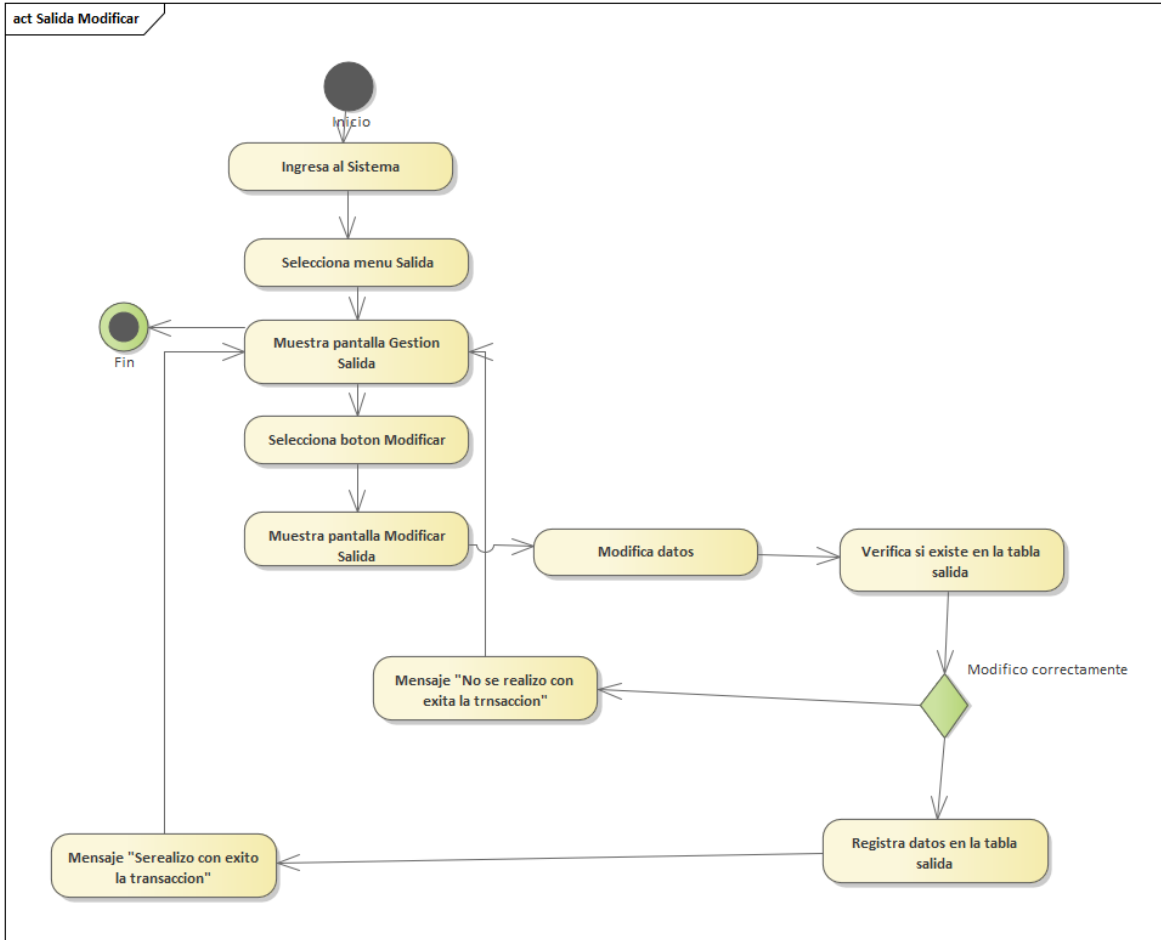 act Salida Modificar
Inicio
Ingresa al Sistema
Selecciona menu Salida
Muestra pantalla Gestion
Salida
Fin
Selecciona boton Modificar
Muestra pantalla Modificar
Salida
Modifica datos
Verifica si existe en la tabla
salida
Modifico correctamente
Mensaje "No se realizo con
exita la trnsaccion"
Registra datos en la tabla
salida
Mensaje "Serealizo con exito
la transaccion"